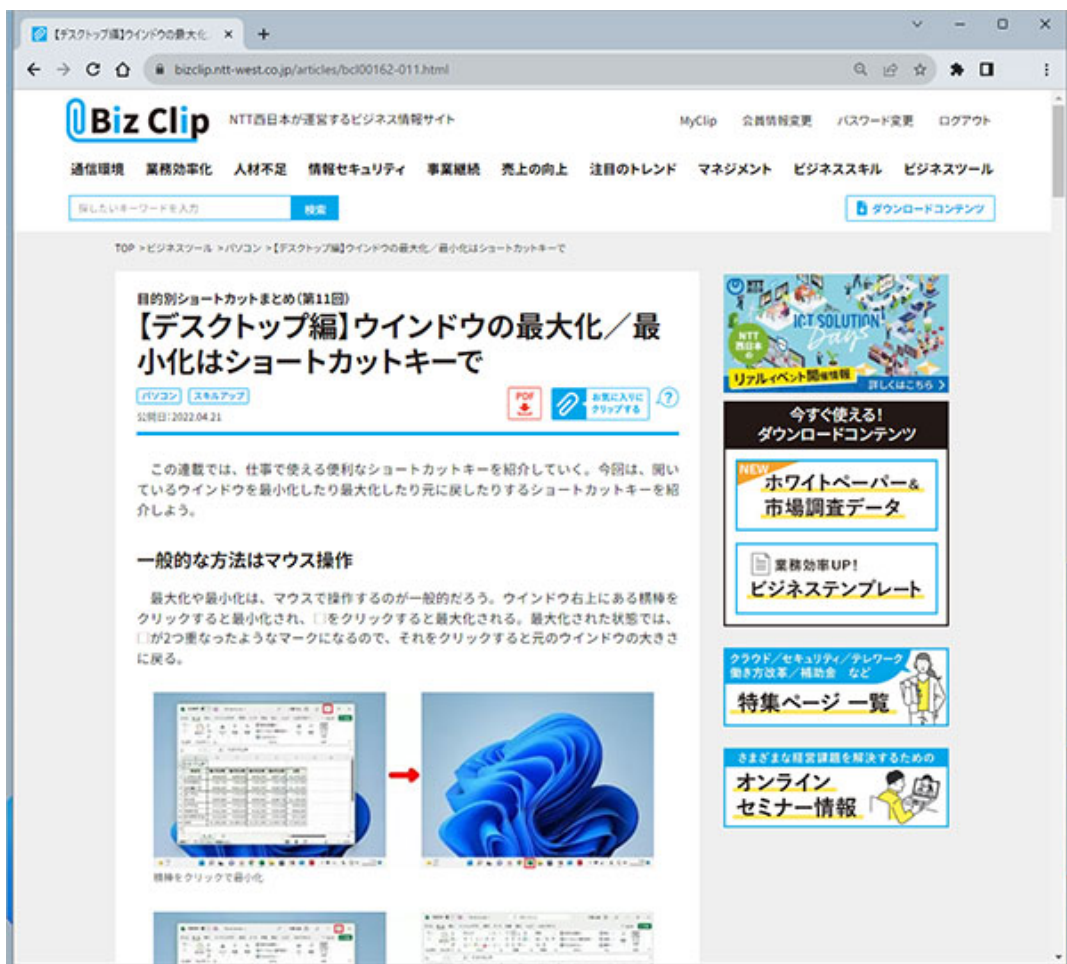 【デスクトップ編】ウインドウの最大化
bizclip.ntt-west.co.jp/articles/bcl00162-011.html
Biz Clip
NTT西日本が運営するビジネス情報サイト
MyClip 会員情報変更 パスワード変更 ログアウト
通信環境 業務効率化 人材不足 情報セキュリティ 事業継続 売上の向上 注目のトレンド マネジメント ビジネススキル ビジネスツール
探したいキーワードを入力 検索
ダウンロードコンテンツ
TOP >ビジネスツール >パソコン >【デスクトップ編】ウインドウの最大化/最小化はショートカットキーで
目的別ショートカットまとめ(第11回)
【デスクトップ編】ウインドウの最大化/最
小化はショートカットキーで
パソコン スキルアップ
公開日:2022.04.21
PDF
お気に入りに
クリップする
?
この連載では、仕事で使える便利なショートカットキーを紹介していく。今回は、開い
ているウインドウを最小化したり最大化したり元に戻したりするショートカットキーを紹
介しよう。
一般的な方法はマウス操作
最大化や最小化は、マウスで操作するのが一般的だろう。ウインドウ右上にある横棒を
クリックすると最小化され、□をクリックすると最大化される。最大化された状態では、
□が2つ重なったようなマークになるので、それをクリックすると元のウインドウの大きさ
に戻る。
横棒をクリックで最小化
ICT SOLUTION
Days
NTT
西日本
の
リアルイベント開催情報
詳しくはこちら
今すぐ使える!
ダウンロードコンテンツ
NEW
ホワイトペーパー&
市場調査データ
業務効率UP!
ビジネステンプレート
クラウド/セキュリティ/テレワーク
働き方改革/補助金 など
特集ページ 一覧
さまざまな経営課題を解決するための
オンライン
セミナー情報